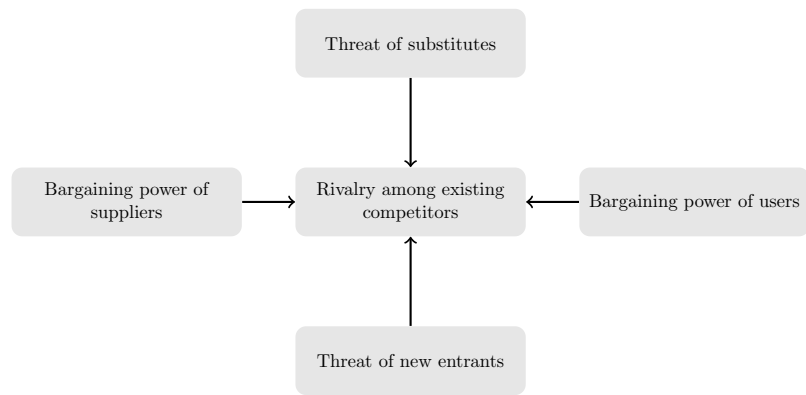 Threat of substitutes
Bargaining power of
suppliers
Rivalry among existing
competitors
Bargaining power of users
Threat of new entrants